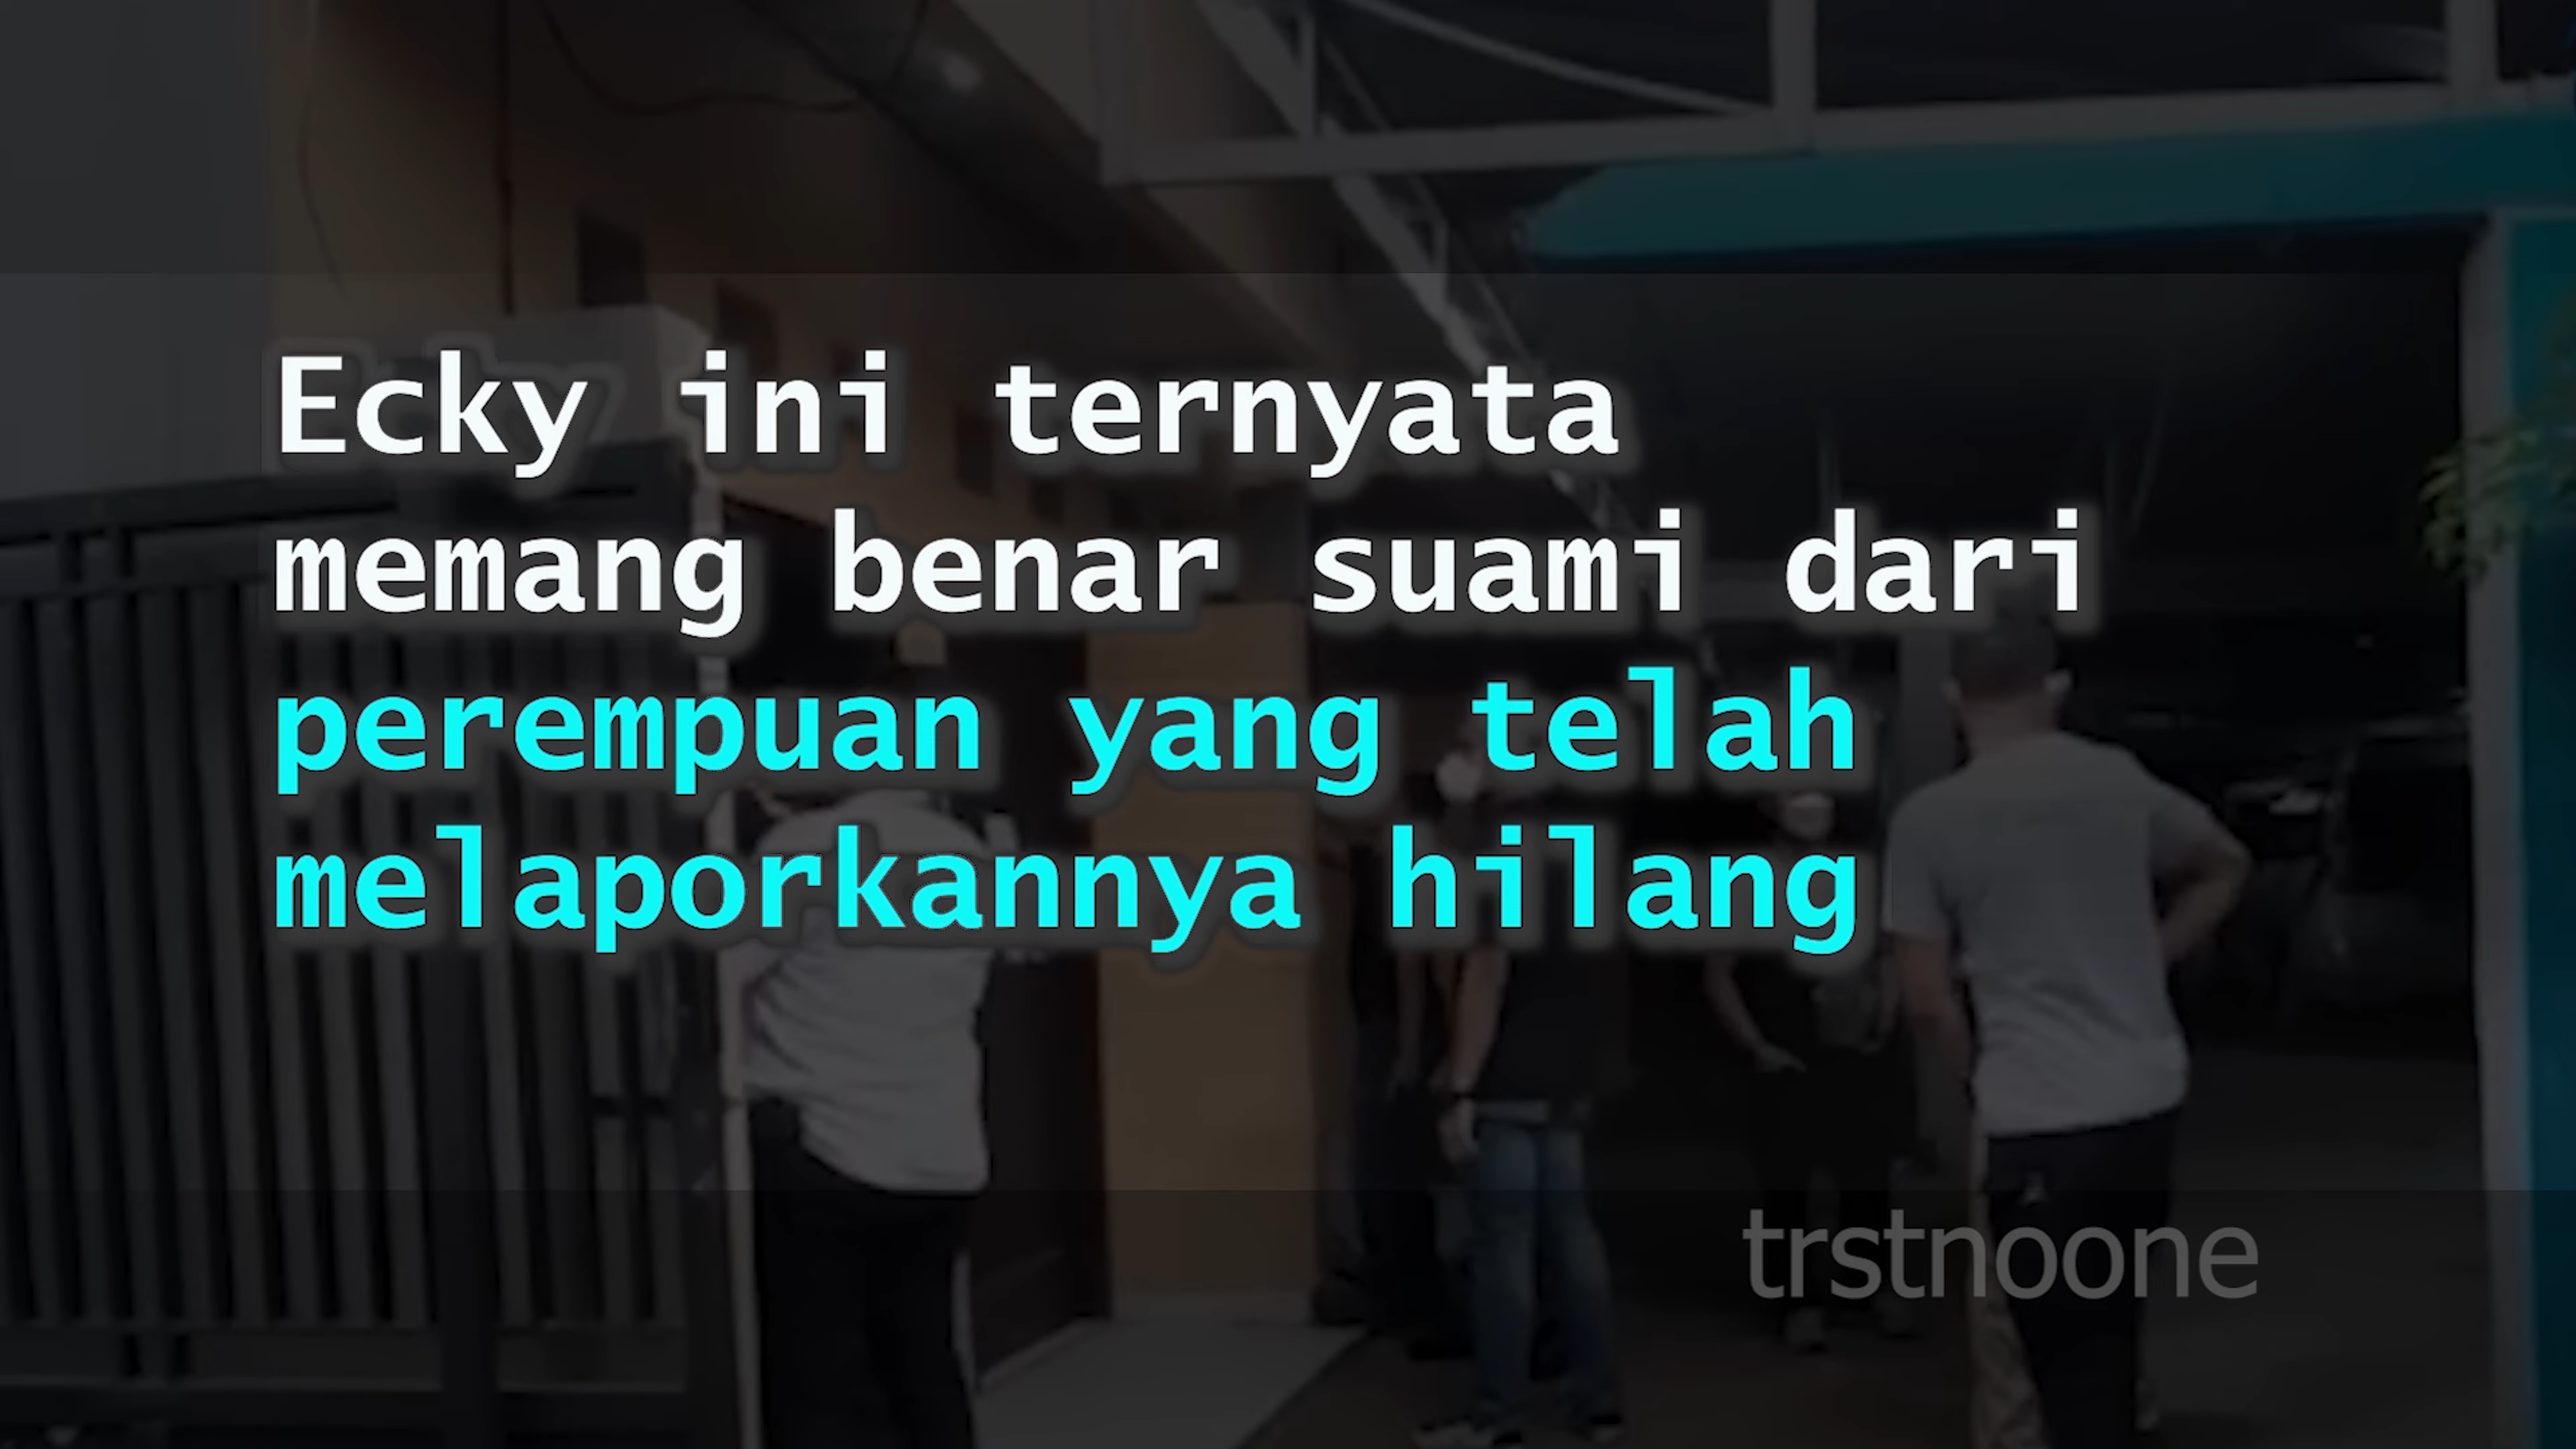 Ecky ini ternyata
memang benar suami dari
perempuan yang telah
melaporkannya hilang
trstnoone